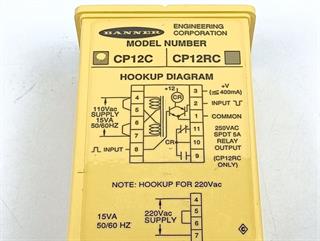 BANNER
ENGINEERING
CORPORATION
MODEL NUMBER
CP12C CP12RC
HOOKUP DIAGRAM
110Vac
SUPPLY
15VA
50/60 HZ
INPUT
4
5
6
7
8
+12
CR
CR
3
2
1
11
10
9
+V
(≤400mA)
INPUT
COMMON
250VAC
SPDT 5A
RELAY
OUTPUT
(CP12RC
ONLY)
NOTE: HOOKUP FOR 220Vac
15VA
50/60 HZ
220Vac
SUPPLY
4
5
6